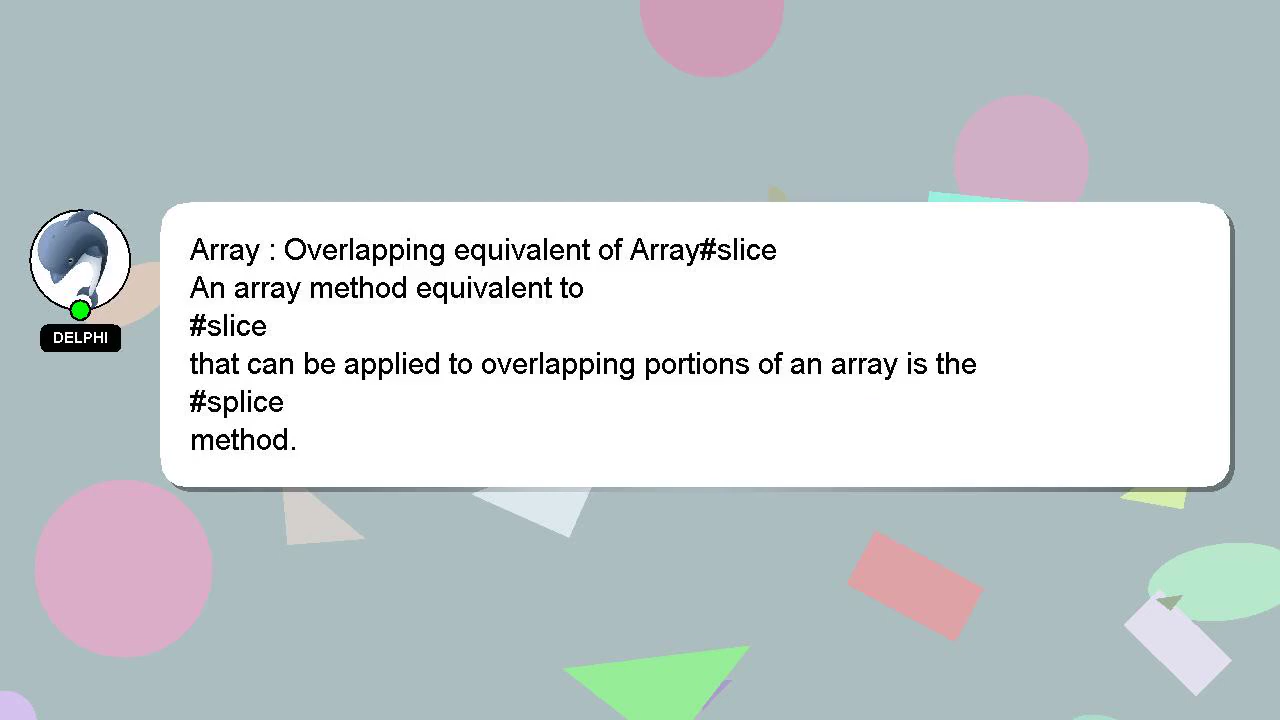 Array : Overlapping equivalent of Array#slice
An array method equivalent to
#slice
that can be applied to overlapping portions of an array is the
#splice
method.
DELPHI